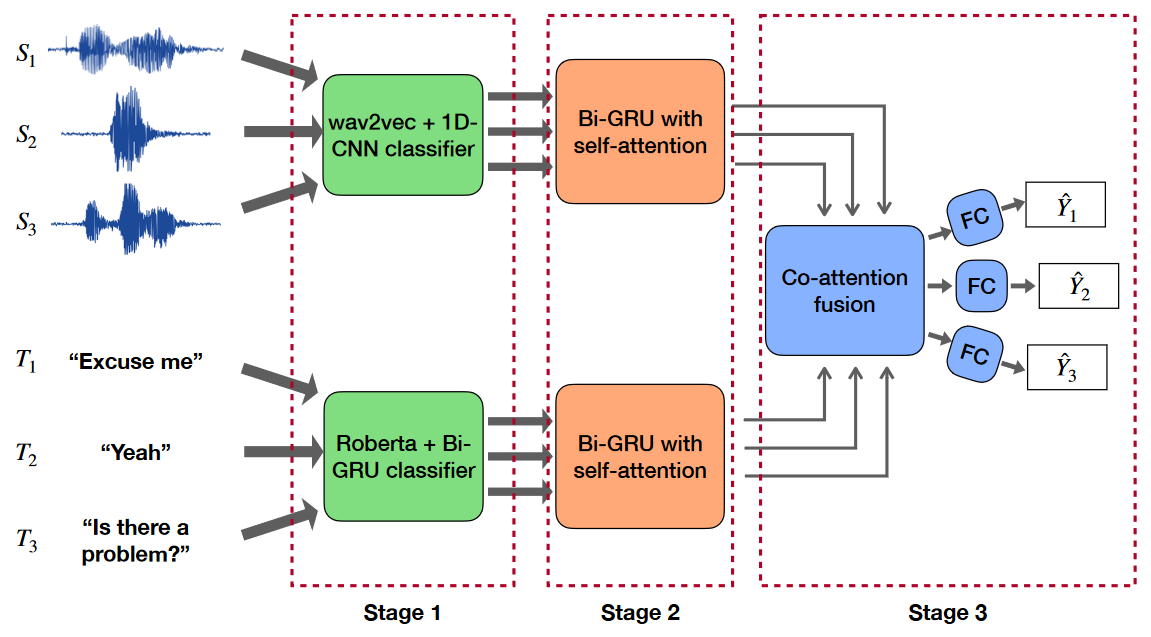 S₁
S₂
S₃
wav2vec + 1D-
CNN classifier
Bi-GRU with
self-attention
T₁ “Excuse me”
T₂ “Yeah”
T₃ “Is there a
problem?”
Roberta + Bi-
GRU classifier
Bi-GRU with
self-attention
Co-attention
fusion
FC Ŷ₁
FC Ŷ₂
FC Ŷ₃
Stage 1 Stage 2 Stage 3